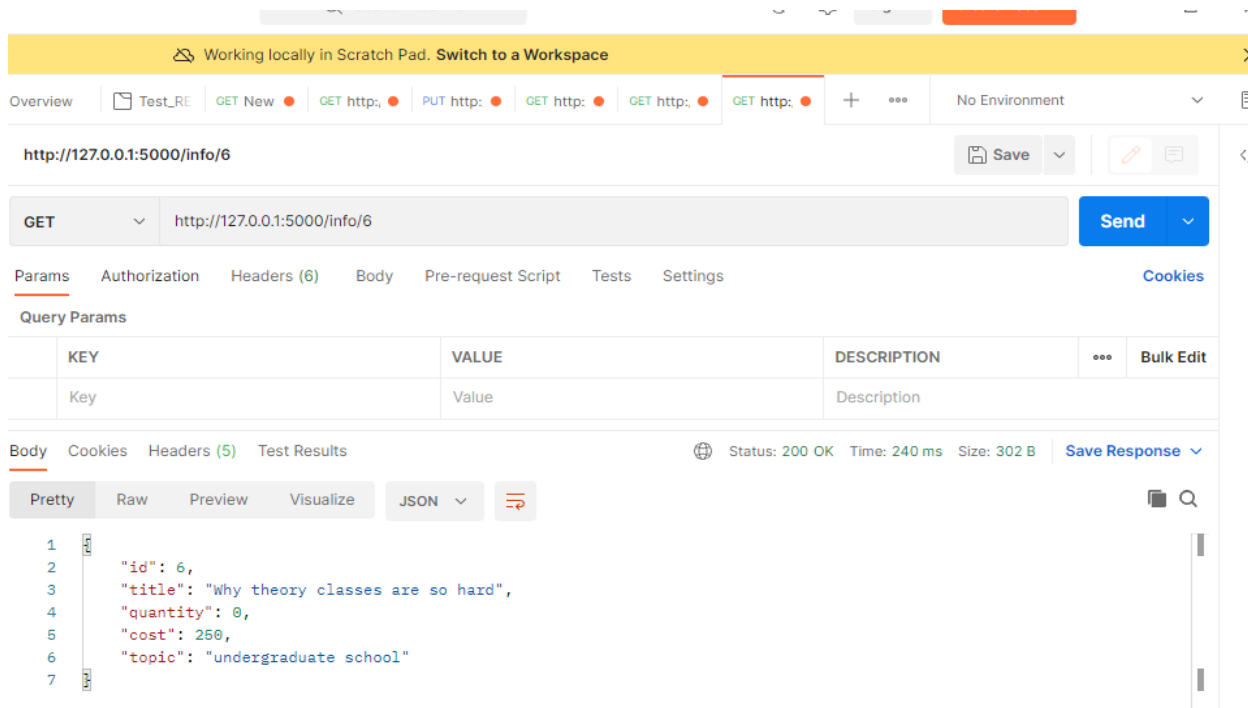 Working locally in Scratch Pad. Switch to a Workspace
Overview Test_RE GET New GET http:, PUT http: GET http: GET http:, GET http:, No Environment
http://127.0.0.1:5000/info/6 Save
GET http://127.0.0.1:5000/info/6 Send
Params Authorization Headers (6) Body Pre-request Script Tests Settings Cookies
Query Params
KEY VALUE DESCRIPTION Bulk Edit
Key Value Description
Body Cookies Headers (5) Test Results Status: 200 OK Time: 240 ms Size: 302 B Save Response
Pretty Raw Preview Visualize JSON
1 {
2 "id": 6,
3 "title": "Why theory classes are so hard",
4 "quantity": 0,
5 "cost": 250,
6 "topic": "undergraduate school"
7 }